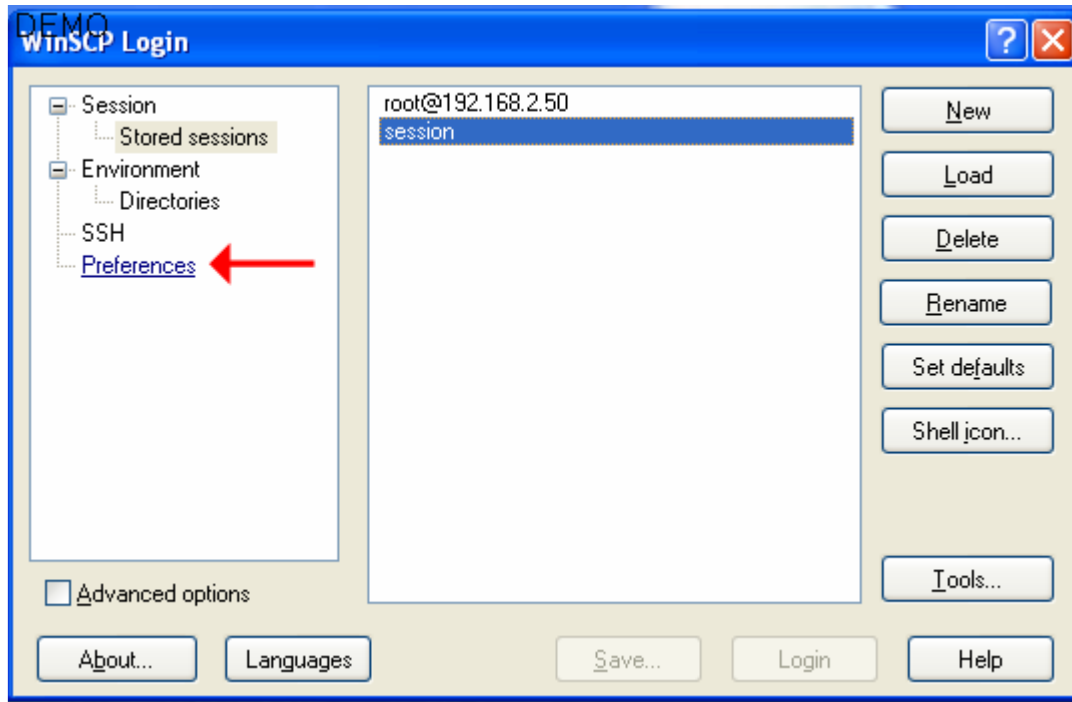 DEMO
WinSCP Login
Session
Stored sessions
Environment
Directories
SSH
Preferences
Advanced options
root@192.168.2.50
session
New
Load
Delete
Rename
Set defaults
Shell icon...
Tools...
About...
Languages
Save...
Login
Help